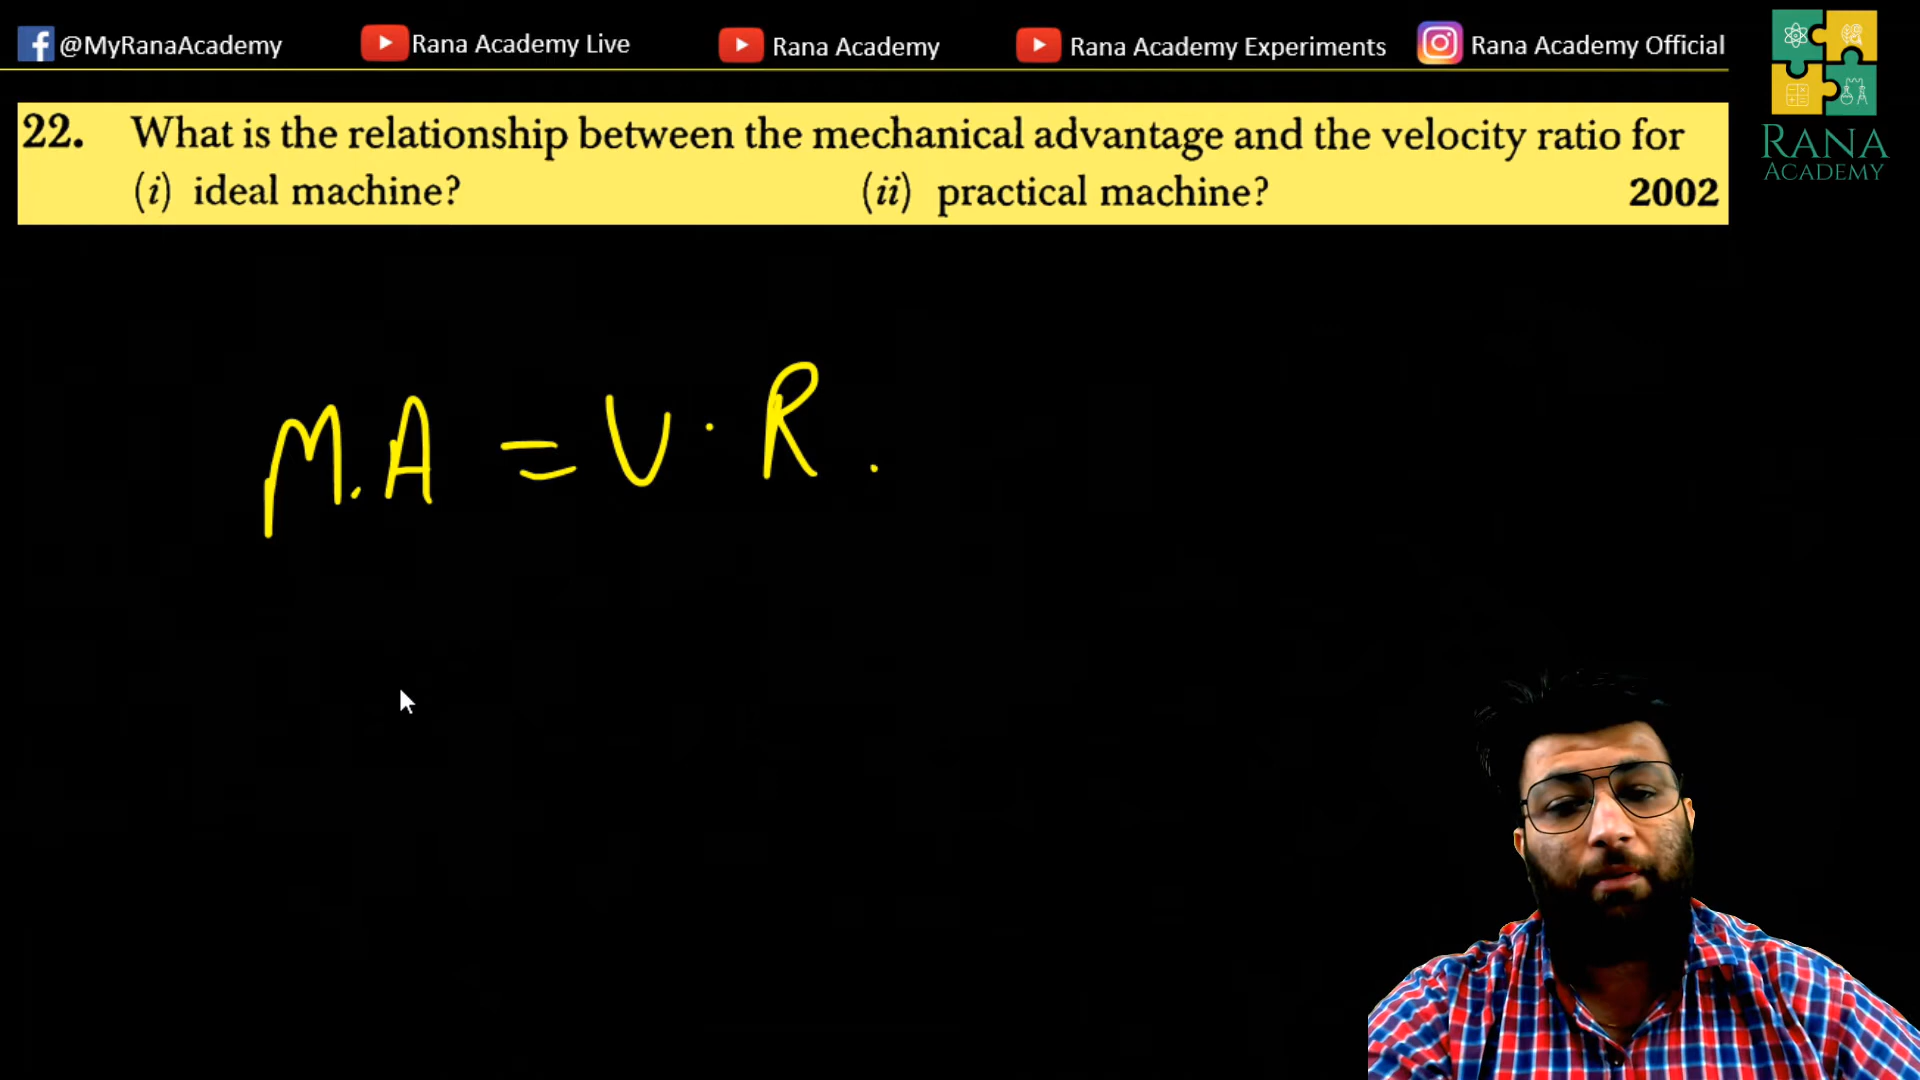 @MyRanaAcademy Rana Academy Live Rana Academy Rana Academy Experiments Rana Academy Official
RANA
ACADEMY
22. What is the relationship between the mechanical advantage and the velocity ratio for
(i) ideal machine? (ii) practical machine? 2002
M.A = V.R.